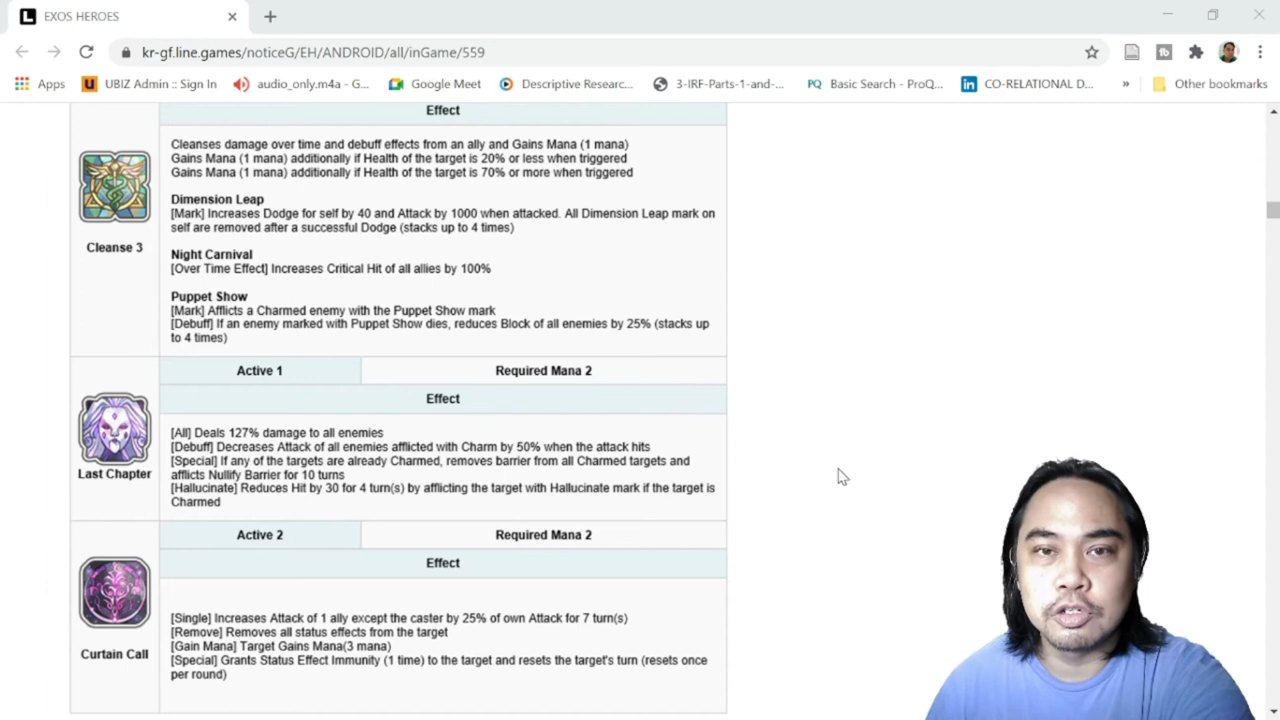 EXOS HEROES
kr-gf.line.games/noticeG/EH/ANDROID/all/inGame/559
Apps UBIZ Admin :: Sign In audio_only.m4a - G... Google Meet Descriptive Researc... 3-IRF-Parts-1-and-... PQ Basic Search - ProQ... CO-RELATIONAL D... » Other bookmarks
Effect
Cleanses damage over time and debuff effects from an ally and Gains Mana (1 mana)
Gains Mana (1 mana) additionally if Health of the target is 20% or less when triggered
Gains Mana (1 mana) additionally if Health of the target is 70% or more when triggered
Dimension Leap
[Mark] Increases Dodge for self by 40 and Attack by 1000 when attacked. All Dimension Leap mark on
self are removed after a successful Dodge (stacks up to 4 times)
Cleanse 3
Night Carnival
[Over Time Effect] Increases Critical Hit of all allies by 100%
Puppet Show
[Mark] Afflicts a Charmed enemy with the Puppet Show mark
[Debuff] If an enemy marked with Puppet Show dies, reduces Block of all enemies by 25% (stacks up
to 4 times)
Active 1 Required Mana 2
Effect
[All] Deals 127% damage to all enemies
[Debuff] Decreases Attack of all enemies afflicted with Charm by 50% when the attack hits
[Special] If any of the targets are already Charmed, removes barrier from all Charmed targets and
afflicts Nullify Barrier for 10 turns
[Hallucinate] Reduces Hit by 30 for 4 turn(s) by afflicting the target with Hallucinate mark if the target is
Charmed
Last Chapter
Active 2 Required Mana 2
Effect
[Single] Increases Attack of 1 ally except the caster by 25% of own Attack for 7 turn(s)
[Remove] Removes all status effects from the target
[Gain Mana] Target Gains Mana(3 mana)
[Special] Grants Status Effect Immunity (1 time) to the target and resets the target's turn (resets once
per round)
Curtain Call